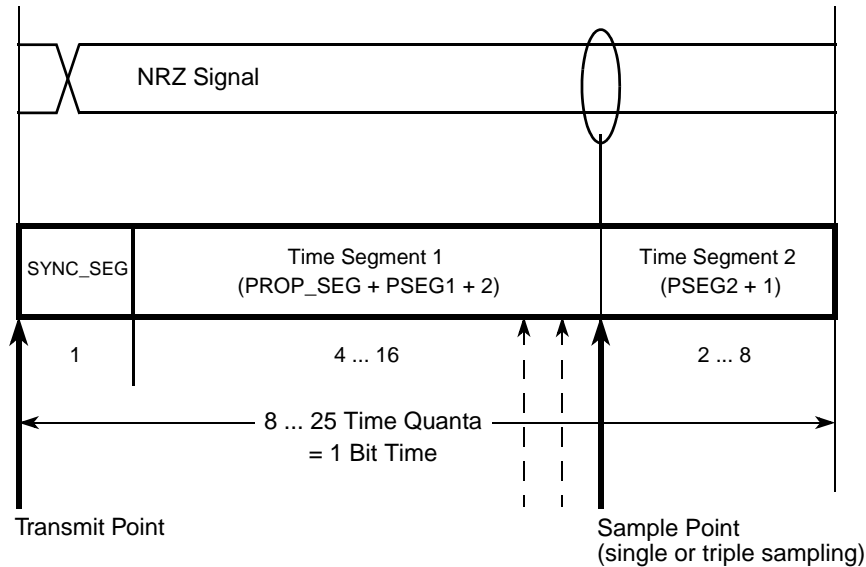 NRZ Signal
SYNC_SEG
Time Segment 1
(PROP_SEG + PSEG1 + 2)
Time Segment 2
(PSEG2 + 1)
1
4 ... 16
2 ... 8
8 ... 25 Time Quanta
= 1 Bit Time
Transmit Point
Sample Point
(single or triple sampling)